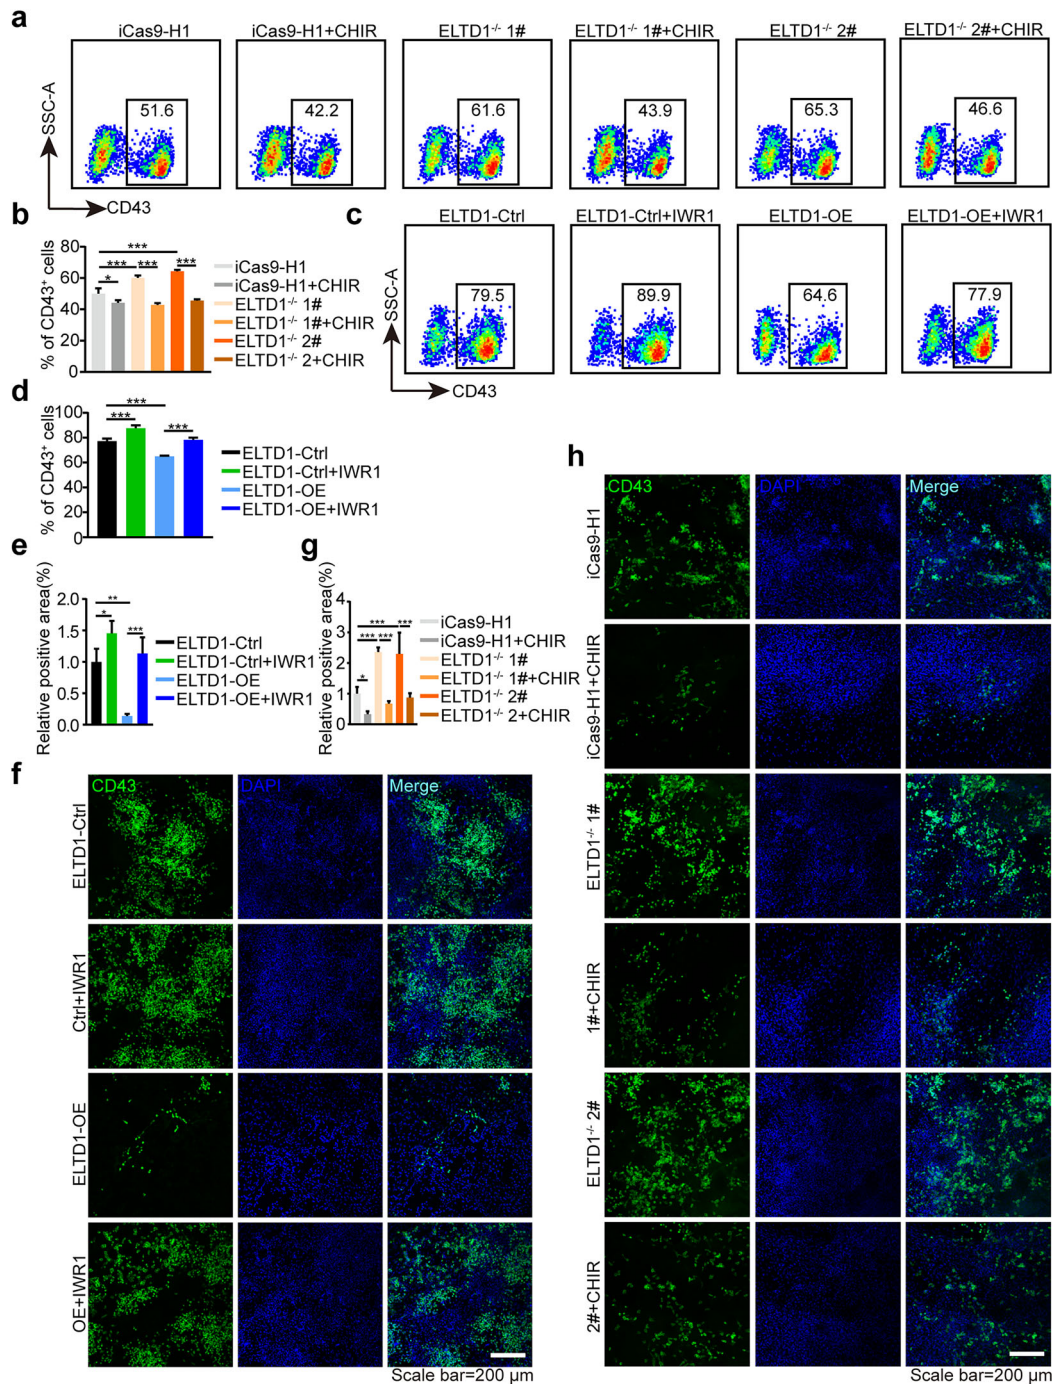 a
iCas9-H1 iCas9-H1+CHIR ELTD1-/- 1# ELTD1-/- 1#+CHIR ELTD1-/- 2# ELTD1-/- 2#+CHIR
SSC-A
51.6 42.2 61.6 43.9 65.3 46.6
CD43
b
% of CD43+ cells
80
60
40
20
0
*** *** *** *** *
iCas9-H1
iCas9-H1+CHIR
ELTD1-/- 1#
ELTD1-/- 1#+CHIR
ELTD1-/- 2#
ELTD1-/- 2+CHIR
c
ELTD1-Ctrl ELTD1-Ctrl+IWR1 ELTD1-OE ELTD1-OE+IWR1
SSC-A
79.5 89.9 64.6 77.9
CD43
d
% of CD43+ cells
100
80
60
40
20
0
*** *** ***
ELTD1-Ctrl
ELTD1-Ctrl+IWR1
ELTD1-OE
ELTD1-OE+IWR1
e
Relative positive area(%)
2.0
1.5
1.0
0.5
0.0
** * ***
ELTD1-Ctrl
ELTD1-Ctrl+IWR1
ELTD1-OE
ELTD1-OE+IWR1
g
Relative positive area(%)
4
3
2
1
0
*** *** *** *** *
iCas9-H1
iCas9-H1+CHIR
ELTD1-/- 1#
ELTD1-/- 1#+CHIR
ELTD1-/- 2#
ELTD1-/- 2+CHIR
f
CD43 DAPI Merge
ELTD1-Ctrl
Ctrl+IWR1
ELTD1-OE
OE+IWR1
Scale bar=200 µm
h
CD43 DAPI Merge
iCas9-H1
iCas9-H1+CHIR
ELTD1-/- 1#
1#+CHIR
ELTD1-/- 2#
2#+CHIR
Scale bar=200 µm